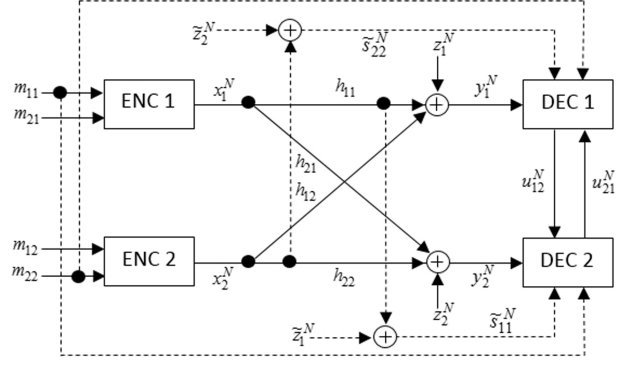 z̃₂ᴺ s̃₂₂ᴺ z₁ᴺ
m₁₁ ENC 1 x₁ᴺ h₁₁ y₁ᴺ DEC 1
m₂₁
h₂₁ u₁₂ᴺ u₂₁ᴺ
h₁₂
m₁₂ ENC 2 DEC 2
m₂₂ x₂ᴺ h₂₂ y₂ᴺ
z₂ᴺ
z̃₁ᴺ s̃₁₁ᴺ